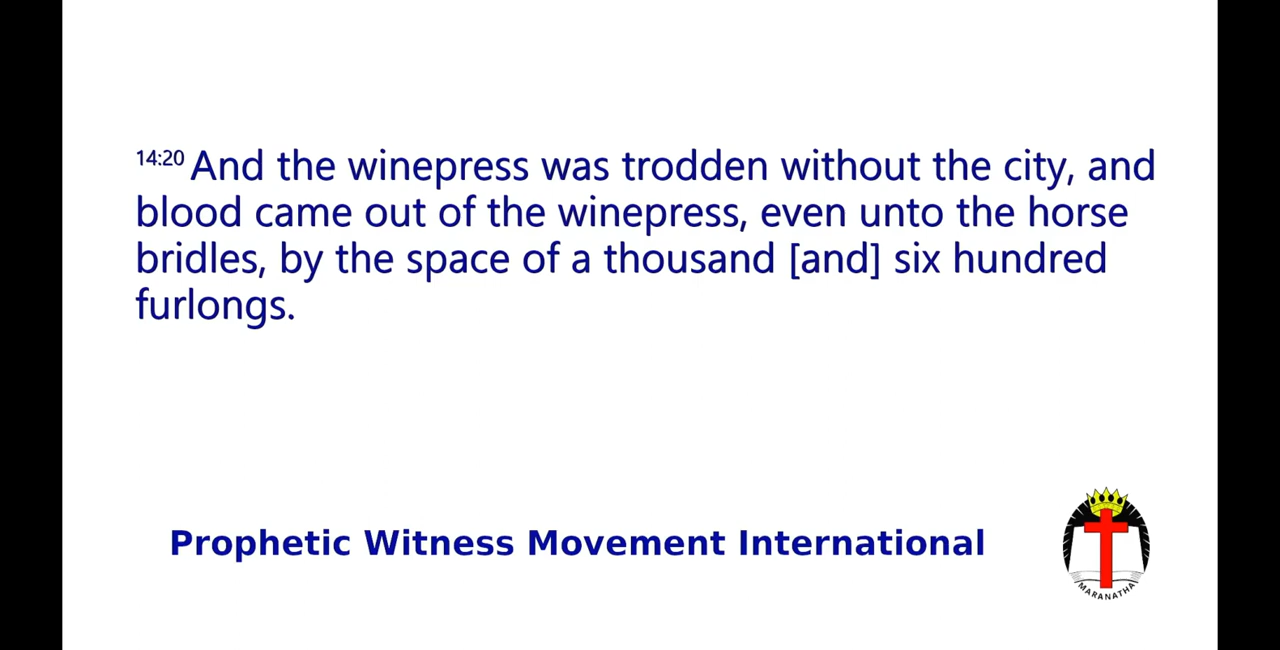 14:20 And the winepress was trodden without the city, and
blood came out of the winepress, even unto the horse
bridles, by the space of a thousand [and] six hundred
furlongs.
Prophetic Witness Movement International
MARANATHA